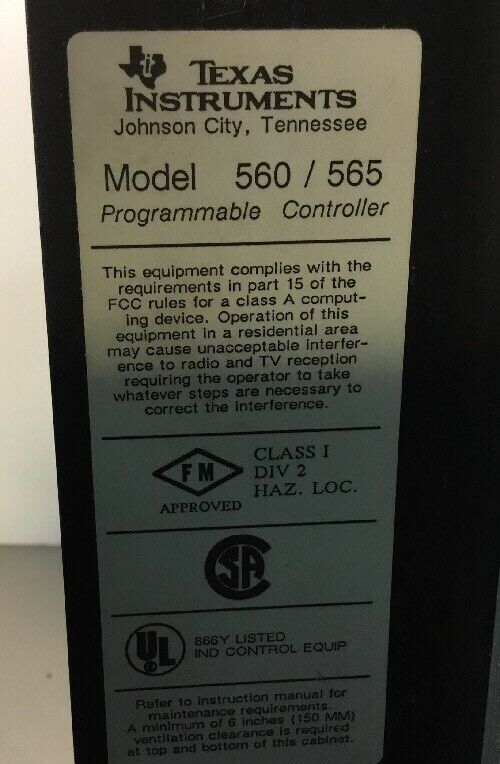 TEXAS
INSTRUMENTS
Johnson City, Tennessee
Model 560 / 565
Programmable Controller
This equipment complies with the
requirements in part 15 of the
FCC rules for a class A comput-
ing device. Operation of this
equipment in a residential area
may cause unacceptable interfer-
ence to radio and TV reception
requiring the operator to take
whatever steps are necessary to
correct the interference.
FM
APPROVED
CLASS I
DIV 2
HAZ. LOC.
CSA
UL
866Y LISTED
IND CONTROL EQUIP
Refer to instruction manual for
maintenance requirements.
A minimum of 6 inches (150 MM)
ventilation clearance is required
at top and bottom of this cabinet.